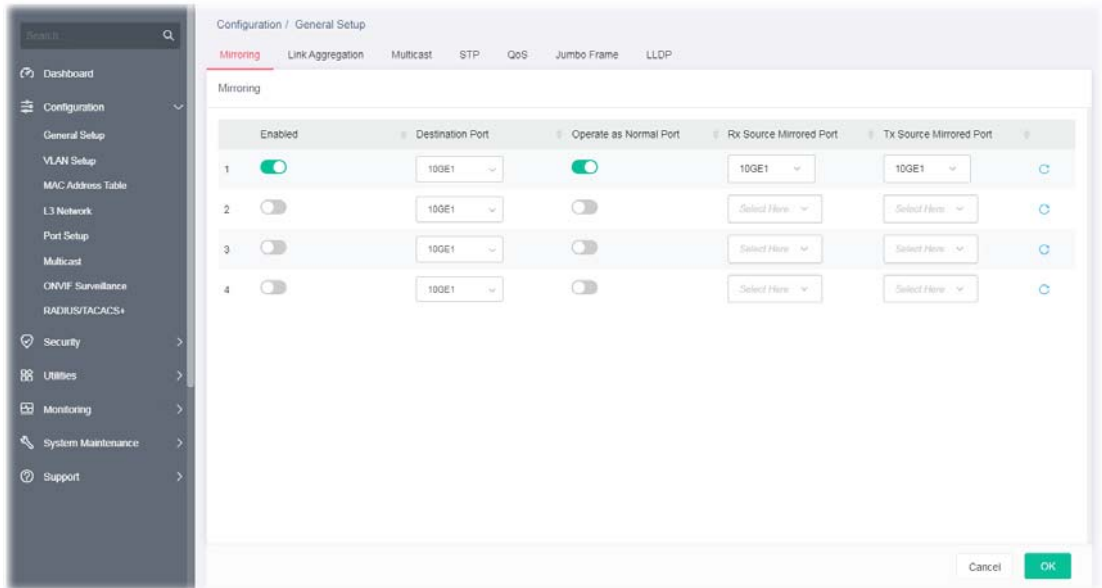 Search
Configuration / General Setup
Mirroring Link Aggregation Multicast STP QoS Jumbo Frame LLDP
Dashboard
Configuration
General Setup
VLAN Setup
MAC Address Table
L3 Network
Port Setup
Multicast
ONVIF Surveillance
RADIUS/TACACS+
Security
Utilities
Monitoring
System Maintenance
Support
Mirroring
Enabled Destination Port Operate as Normal Port Rx Source Mirrored Port Tx Source Mirrored Port
1 10GE1 10GE1 10GE1
2 10GE1 Select Here Select Here
3 10GE1 Select Here Select Here
4 10GE1 Select Here Select Here
Cancel OK